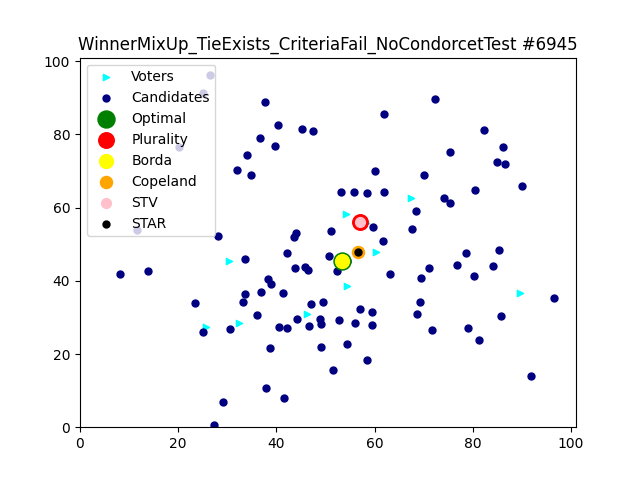 WinnerMixUp_TieExists_CriteriaFail_NoCondorcetTest #6945
100
80
60
40
20
0
Voters
Candidates
Optimal
Plurality
Borda
Copeland
STV
STAR
0 20 40 60 80 100